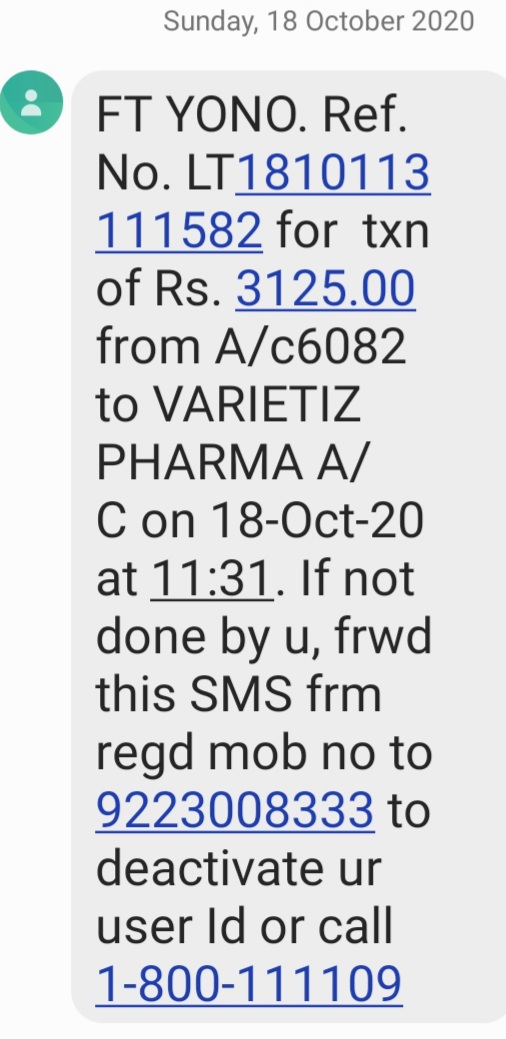 Sunday, 18 October 2020
FT YONO. Ref.
No. LT1810113
111582 for  txn
of Rs. 3125.00
from A/c6082
to VARIETIZ
PHARMA A/
C on 18-Oct-20
at 11:31. If not
done by u, frwd
this SMS frm
regd mob no to
9223008333 to
deactivate ur
user Id or call
1-800-111109